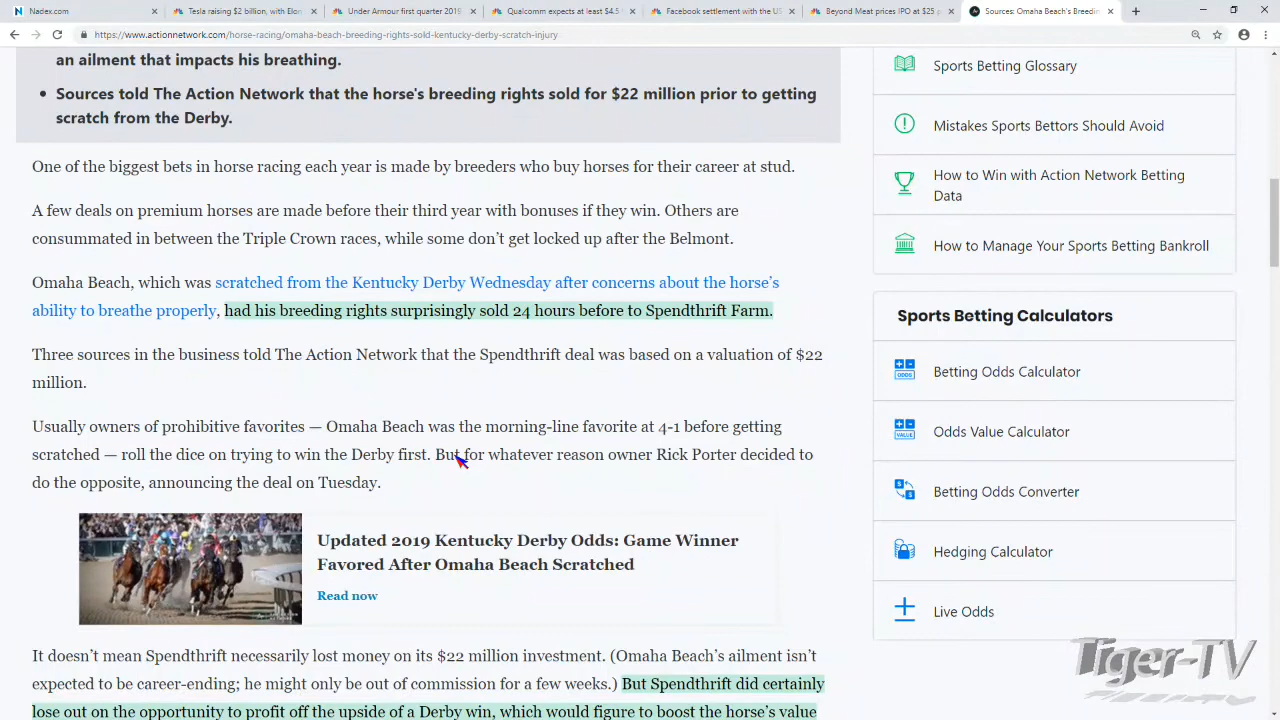 Nadex.com
Tesla raising $2 billion, with Elon
Under Armour first quarter 2019
Qualcomm expects at least $4.5
Facebook settlement with the US
Beyond Meat prices IPO at $25 p
Sources: Omaha Beach's Breeding
https://www.actionnetwork.com/horse-racing/omaha-beach-breeding-rights-sold-kentucky-derby-scratch-injury
an ailment that impacts his breathing.
Sources told The Action Network that the horse's breeding rights sold for $22 million prior to getting
scratch from the Derby.
One of the biggest bets in horse racing each year is made by breeders who buy horses for their career at stud.
A few deals on premium horses are made before their third year with bonuses if they win. Others are
consummated in between the Triple Crown races, while some don't get locked up after the Belmont.
Omaha Beach, which was scratched from the Kentucky Derby Wednesday after concerns about the horse's
ability to breathe properly, had his breeding rights surprisingly sold 24 hours before to Spendthrift Farm.
Three sources in the business told The Action Network that the Spendthrift deal was based on a valuation of $22
million.
Usually owners of prohibitive favorites — Omaha Beach was the morning-line favorite at 4-1 before getting
scratched — roll the dice on trying to win the Derby first. But for whatever reason owner Rick Porter decided to
do the opposite, announcing the deal on Tuesday.
Updated 2019 Kentucky Derby Odds: Game Winner
Favored After Omaha Beach Scratched
Read now
It doesn't mean Spendthrift necessarily lost money on its $22 million investment. (Omaha Beach's ailment isn't
expected to be career-ending; he might only be out of commission for a few weeks.) But Spendthrift did certainly
lose out on the opportunity to profit off the upside of a Derby win, which would figure to boost the horse's value
Sports Betting Glossary
Mistakes Sports Bettors Should Avoid
How to Win with Action Network Betting
Data
How to Manage Your Sports Betting Bankroll
Sports Betting Calculators
ODDS
Betting Odds Calculator
VALUE
Odds Value Calculator
Betting Odds Converter
Hedging Calculator
Live Odds
Tiger-TV